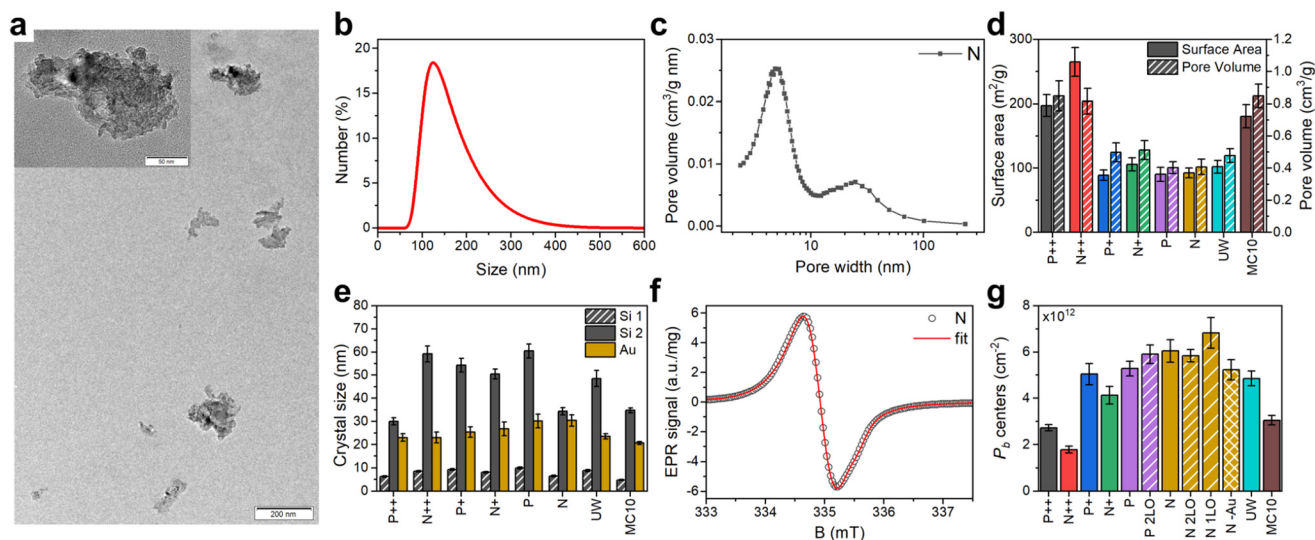 a
50 nm
200 nm
b
Number (%)
20
15
10
5
0
0 100 200 300 400 500 600
Size (nm)
c
Pore volume (cm³/g nm)
0.03
0.02
0.01
0.00
N
10 100
Pore width (nm)
d
Surface area (m²/g)
300
200
100
0
Surface Area
Pore Volume
1.2
1.0
0.8
0.6
0.4
0.2
0.0
Pore volume (cm³/g)
P++ N++ P+ N+ P N UW MC10
e
Crystal size (nm)
80
70
60
50
40
30
20
10
0
Si 1
Si 2
Au
P++ N++ P+ N+ P N UW MC10
f
EPR signal (a.u./mg)
6
4
2
0
-2
-4
-6
N
fit
333 334 335 336 337
B (mT)
g
x10¹²
P_b centers (cm⁻²)
8
6
4
2
0
P++ N++ P+ N+ P P 2LO N N 2LO N 1LO N -Au UW MC10